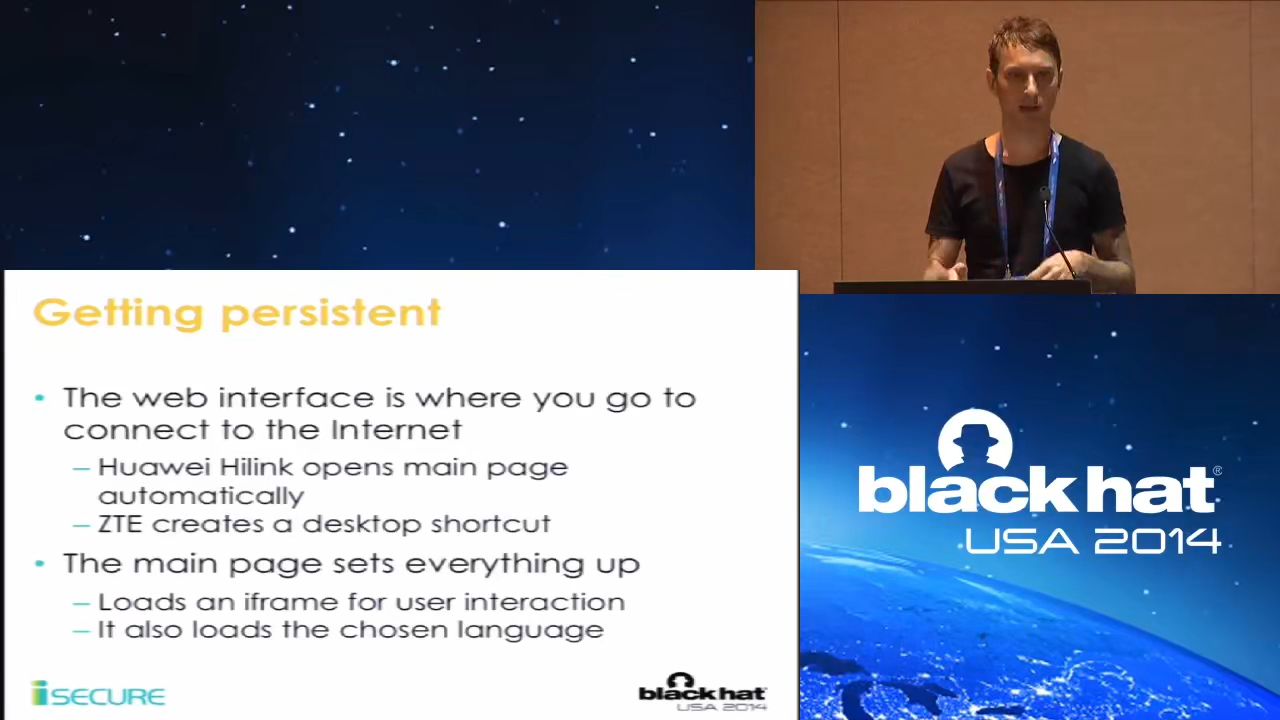 Getting persistent
• The web interface is where you go to
connect to the Internet
– Huawei Hilink opens main page
automatically
– ZTE creates a desktop shortcut
• The main page sets everything up
– Loads an iframe for user interaction
– It also loads the chosen language
iSECURE
black hat
USA 2014
black hat®
USA 2014